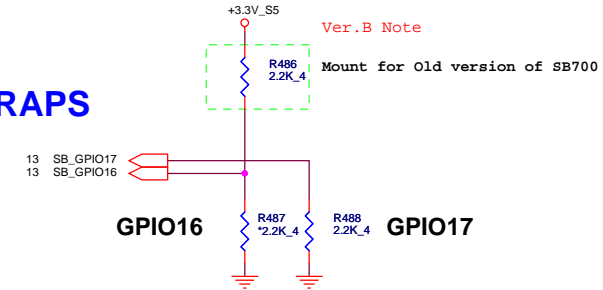 +3.3V_S5
Ver.B Note
R486
2.2K_4
Mount for Old version of SB700
RAPS
13 SB_GPIO17
13 SB_GPIO16
GPIO16
R487
*2.2K_4
R488
2.2K_4
GPIO17